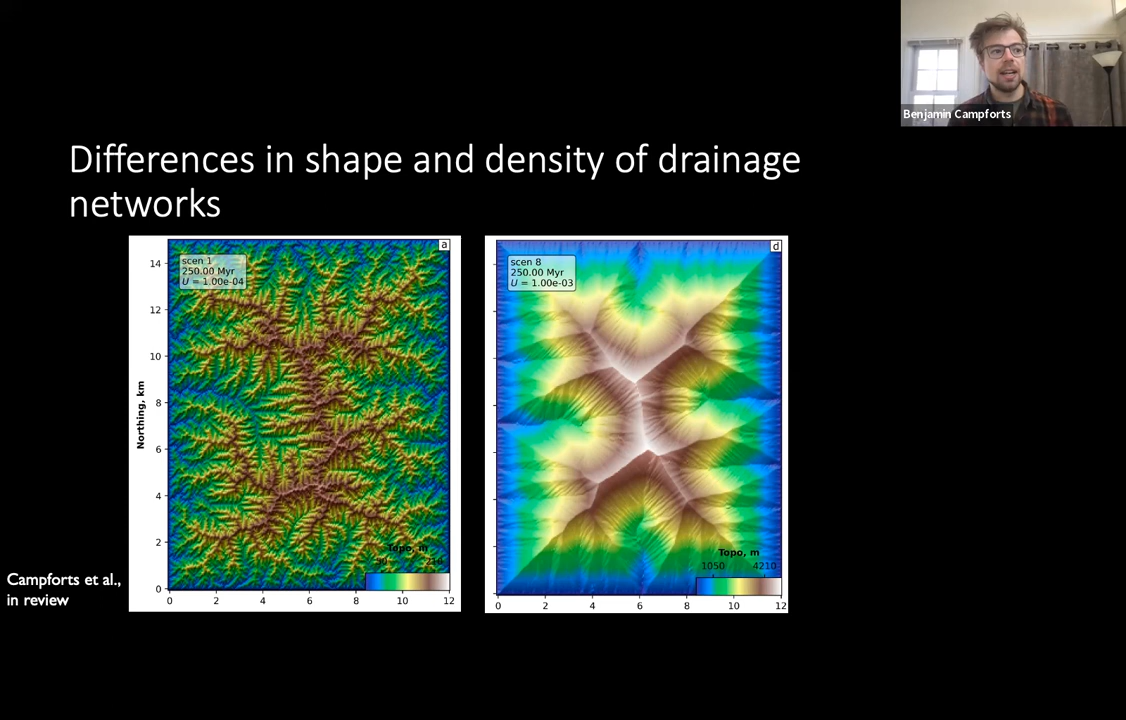 Benjamin Campforts
Differences in shape and density of drainage
networks
a
scen 1
250.00 Myr
U = 1.00e-04
Northing, km
14
12
10
8
6
4
2
0
Topo, m
0 2 4 6 8 10 12
d
scen 8
250.00 Myr
U = 1.00e-03
Topo, m
1050 4210
0 2 4 6 8 10 12
Campforts et al.,
in review